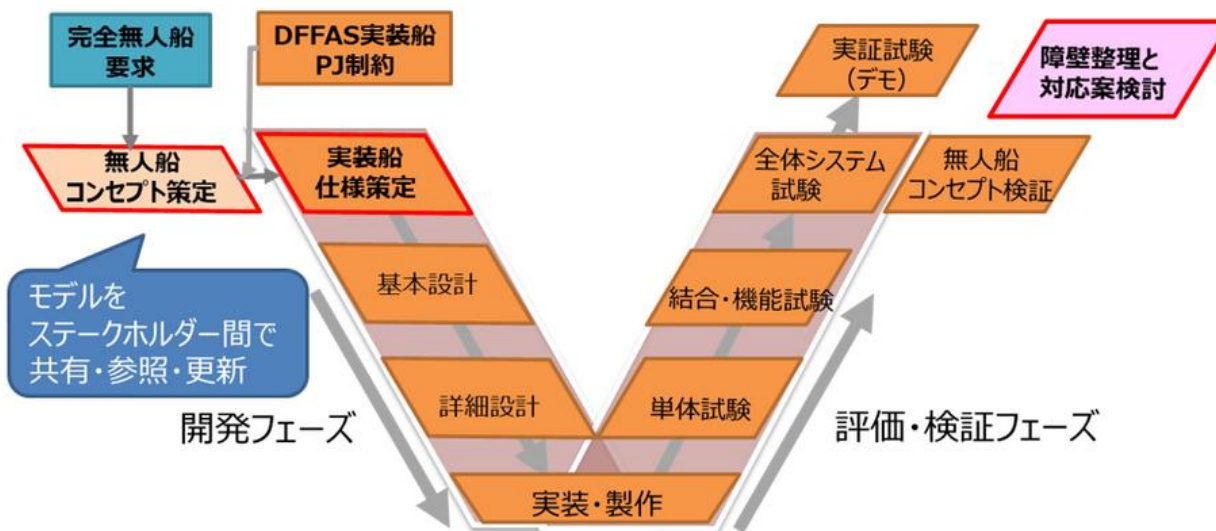 完全無人船
要求
DFFAS実装船
PJ制約
無人船
コンセプト策定
実装船
仕様策定
モデルを
ステークホルダー間で
共有・参照・更新
基本設計
詳細設計
開発フェーズ
実装・製作
単体試験
結合・機能試験
全体システム
試験
実証試験
(デモ)
無人船
コンセプト検証
障壁整理と
対応案検討
評価・検証フェーズ